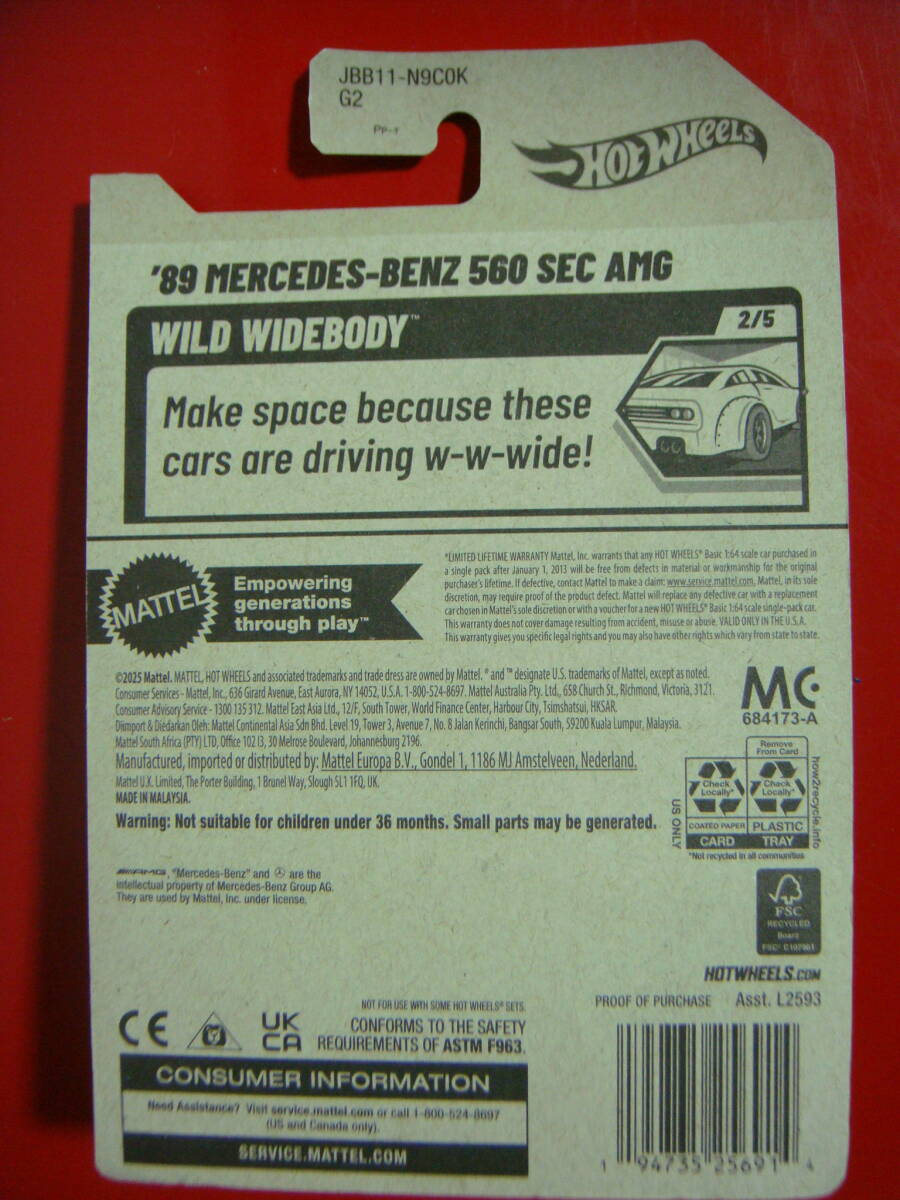 JBB11-N9C0K
G2
HOT WHEELS
'89 MERCEDES-BENZ 560 SEC AMG
WILD WIDEBODY™
2/5
Make space because these
cars are driving w-w-wide!
MATTEL
Empowering
generations
through play™
*LIMITED LIFETIME WARRANTY Mattel, Inc. warrants that any HOT WHEELS® Basic 1:64 scale car purchased in
a single pack after January 1, 2013 will be free from defects in material or workmanship for the original
purchaser's lifetime. If defective, contact Mattel to make a claim: www.service.mattel.com. Mattel, in its sole
discretion, may require proof of the product defect. Mattel will replace any defective car with a replacement
car chosen in Mattel's sole discretion or with a voucher for a new HOT WHEELS® Basic 1:64 scale single-pack car.
This warranty does not cover damage resulting from accident, misuse or abuse. VALID ONLY IN THE U.S.A.
This warranty gives you specific legal rights and you may also have other rights which vary from state to state.
©2025 Mattel. MATTEL, HOT WHEELS and associated trademarks and trade dress are owned by Mattel. ® and ™ designate U.S. trademarks of Mattel, except as noted.
Consumer Services - Mattel, Inc., 636 Girard Avenue, East Aurora, NY 14052, U.S.A. 1-800-524-8697. Mattel Australia Pty. Ltd., 658 Church St., Richmond, Victoria, 3121.
Consumer Advisory Service - 1300 135 312. Mattel East Asia Ltd., 12/F, South Tower, World Finance Center, Harbour City, Tsimshatsui, HKSAR.
Diimport & Diedarkan Oleh: Mattel Continental Asia Sdn Bhd. Level 19, Tower 3, Avenue 7, No. 8 Jalan Kerinchi, Bangsar South, 59200 Kuala Lumpur, Malaysia.
Mattel South Africa (PTY) LTD, Office 102 I3, 30 Melrose Boulevard, Johannesburg 2196.
Manufactured, imported or distributed by: Mattel Europa B.V., Gondel 1, 1186 MJ Amstelveen, Nederland.
Mattel U.K. Limited, The Porter Building, 1 Brunel Way, Slough SL1 1FQ, UK.
MADE IN MALAYSIA.
Warning: Not suitable for children under 36 months. Small parts may be generated.
MC
684173-A
Remove
From Card
Check
Locally*
Check
Locally*
COATED PAPER
PLASTIC
CARD
TRAY
US ONLY
how2recycle.info
*Not recycled in all communities
AMG, "Mercedes-Benz" and are the
intellectual property of Mercedes-Benz Group AG.
They are used by Mattel, Inc. under license.
FSC
RECYCLED
Board
HOTWHEELS.COM
PROOF OF PURCHASE Asst. L2593
NOT FOR USE WITH SOME HOT WHEELS® SETS.
CE
UK
CA
CONFORMS TO THE SAFETY
REQUIREMENTS OF ASTM F963.
CONSUMER INFORMATION
Need Assistance? Visit service.mattel.com or call 1-800-524-8697
(US and Canada only).
SERVICE.MATTEL.COM
1 94735 25691 4